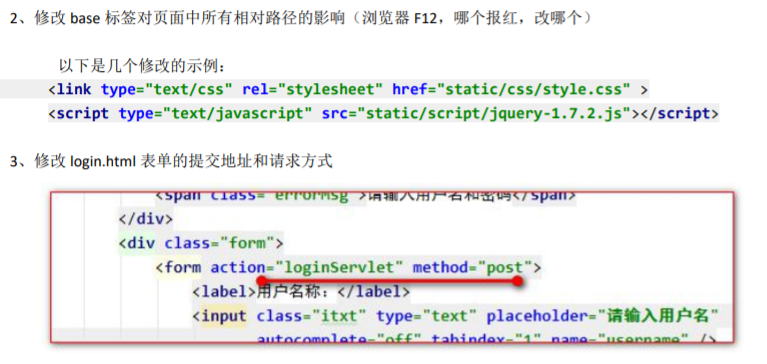 2、修改 base 标签对页面中所有相对路径的影响（浏览器 F12，哪个报红，改哪个）
以下是几个修改的示例：
<link type="text/css" rel="stylesheet" href="static/css/style.css" >
<script type="text/javascript" src="static/script/jquery-1.7.2.js"></script>
3、修改 login.html 表单的提交地址和请求方式
<span class="errorMsg">请输入用户名和密码</span>
</div>
<div class="form">
<form action="loginServlet" method="post">
<label>用户名称：</label>
<input class="itxt" type="text" placeholder="请输入用户名"
autocomplete="off" tabindex="1" name="username" />